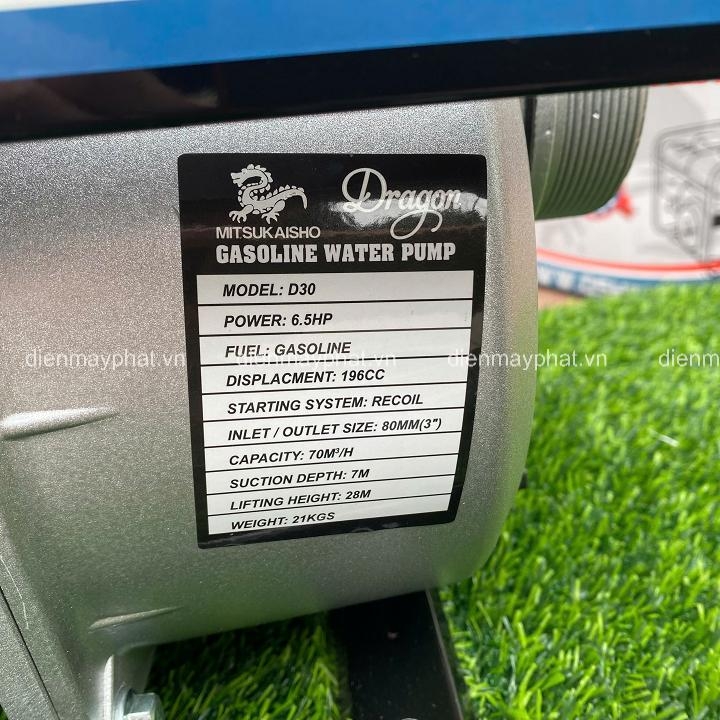 Dragon
MITSUKAISHO
GASOLINE WATER PUMP
MODEL: D30
POWER: 6.5HP
FUEL: GASOLINE
dienmayphat.vn dienmayphat.vn dienmayphat.vn
DISPLACMENT: 196CC
STARTING SYSTEM: RECOIL
INLET / OUTLET SIZE: 80MM(3")
CAPACITY: 70M³/H
SUCTION DEPTH: 7M
LIFTING HEIGHT: 28M
WEIGHT: 21KGS